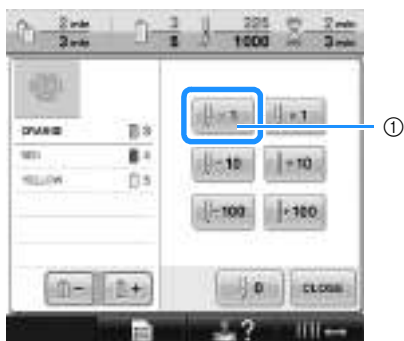 2 min 3 225 2 min
3 min 8 1000 3 min
- 1 + 1 ①
ORANGE 3
RED 4
- 10 + 10
YELLOW 5
- 100 + 100
- + 0 CLOSE
?